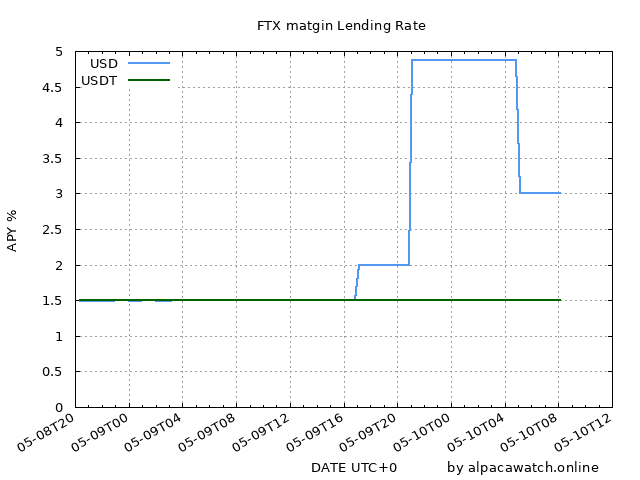 FTX matgin Lending Rate
USD
USDT
5
4.5
4
3.5
3
2.5
2
1.5
1
0.5
0
APY %
05-08T20
05-09T00
05-09T04
05-09T08
05-09T12
05-09T16
05-09T20
05-10T00
05-10T04
05-10T08
05-10T12
DATE UTC+0
by alpacawatch.online